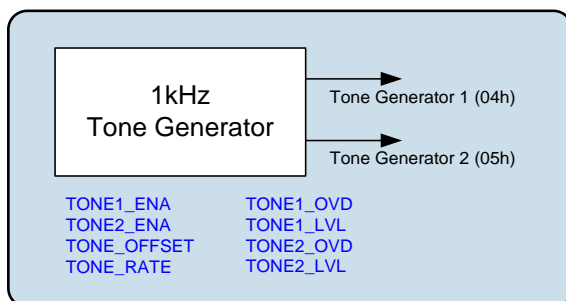 1kHz
Tone Generator
Tone Generator 1 (04h)
Tone Generator 2 (05h)
TONE1_ENA
TONE2_ENA
TONE_OFFSET
TONE_RATE
TONE1_OVD
TONE1_LVL
TONE2_OVD
TONE2_LVL